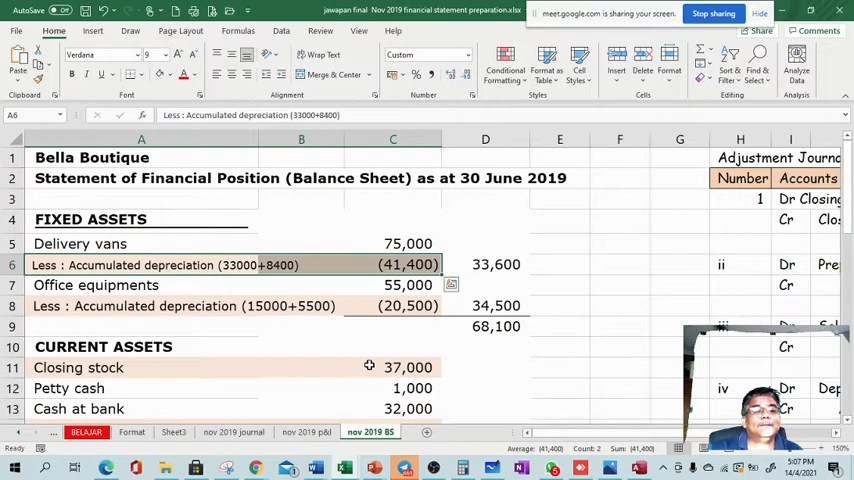 AutoSave Off jawapan final Nov 2019 financial statement preparation.xlsx
meet.google.com is sharing your screen. Stop sharing Hide
File Home Insert Draw Page Layout Formulas Data Review View Share Comments
Verdana 9 Custom
Paste Merge & Center Conditional Formatting Format as Table Cell Styles Insert Delete Format Sort & Filter Find & Select Analyze Data
Clipboard Font Alignment Number Styles Cells Editing Analysis
A6 fx Less : Accumulated depreciation (33000+8400)
A B C D E F G H I J
1 Bella Boutique Adjustment Journa
2 Statement of Financial Position (Balance Sheet) as at 30 June 2019 Number Accounts
3 1 Dr Closing
4 FIXED ASSETS Cr Clos
5 Delivery vans 75,000
6 Less : Accumulated depreciation (33000+8400) (41,400) 33,600 ii Dr Pre
7 Office equipments 55,000 Cr
8 Less : Accumulated depreciation (15000+5500) (20,500) 34,500
9 68,100
10 CURRENT ASSETS Cr
11 Closing stock 37,000
12 Petty cash 1,000 iv Dr Dep
13 Cash at bank 32,000
... BELAJAR Format Sheet3 nov 2019 journal nov 2019 p&l nov 2019 BS
Average: (41,400) Count: 2 Sum: (41,400) 150%
5:07 PM
14/4/2021